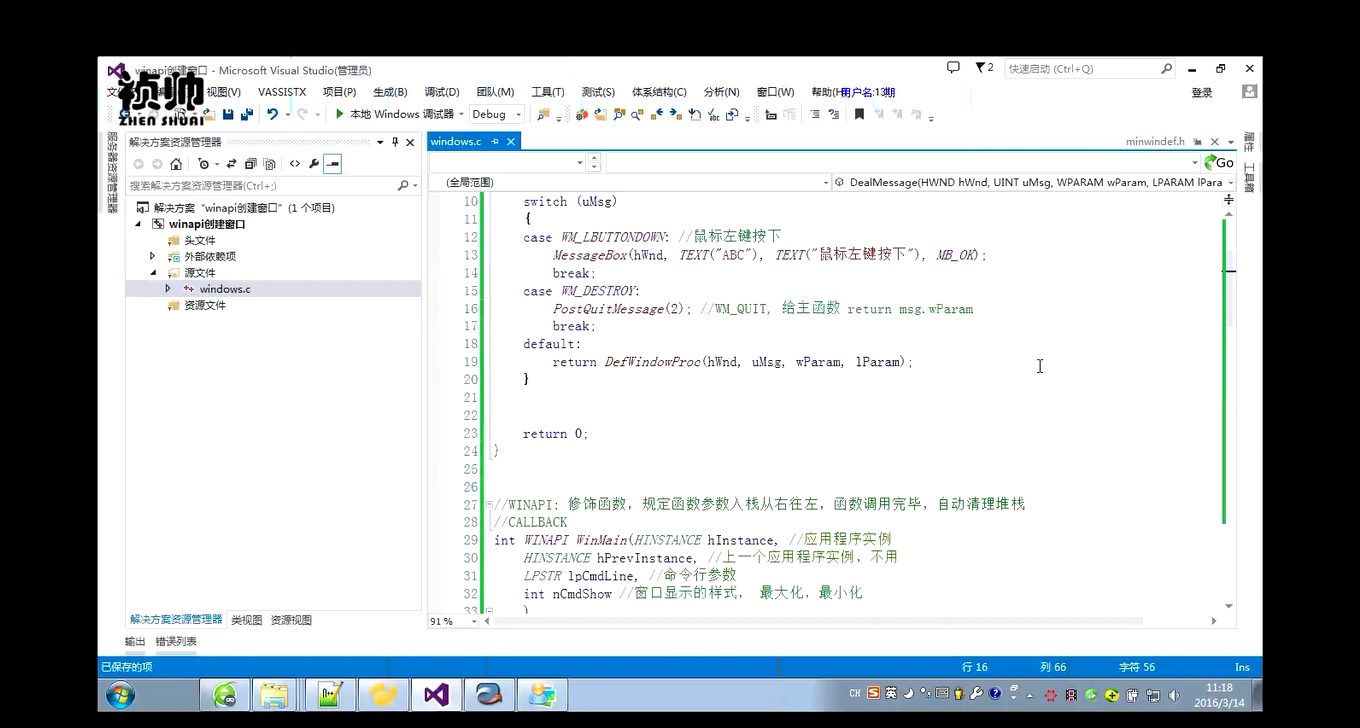 winapi创建窗口 - Microsoft Visual Studio(管理员)
2
快速启动 (Ctrl+Q)
祯帅
ZHEN SHUAI
视图(V) VASSISTX 项目(P) 生成(B) 调试(D) 团队(M) 工具(T) 测试(S) 体系结构(C) 分析(N) 窗口(W) 帮助(H
用户名:13期
登录
本地 Windows 调试器 Debug
服务器资源管理器
解决方案资源管理器
搜索解决方案资源管理器(Ctrl+;)
解决方案 "winapi创建窗口" (1 个项目)
winapi创建窗口
头文件
外部依赖项
源文件
windows.c
资源文件
解决方案资源管理器 类视图 资源视图
输出 错误列表
windows.c
minwindef.h
Go
属性
工具箱
(全局范围)
DealMessage(HWND hWnd, UINT uMsg, WPARAM wParam, LPARAM lPara
10 switch (uMsg)
11 {
12 case WM_LBUTTONDOWN: //鼠标左键按下
13 MessageBox(hWnd, TEXT("ABC"), TEXT("鼠标左键按下"), MB_OK);
14 break;
15 case WM_DESTROY:
16 PostQuitMessage(2); //WM_QUIT, 给主函数 return msg.wParam
17 break;
18 default:
19 return DefWindowProc(hWnd, uMsg, wParam, lParam);
20 }
21
22
23 return 0;
24 }
25
26
27 //WINAPI: 修饰函数，规定函数参数入栈从右往左，函数调用完毕，自动清理堆栈
28 //CALLBACK
29 int WINAPI WinMain(HINSTANCE hInstance, //应用程序实例
30 HINSTANCE hPrevInstance, //上一个应用程序实例，不用
31 LPSTR lpCmdLine, //命令行参数
32 int nCmdShow //窗口显示的样式， 最大化，最小化
33 )
91 %
已保存的项
行 16 列 66 字符 56 Ins
CH 英
11:18
2016/3/14